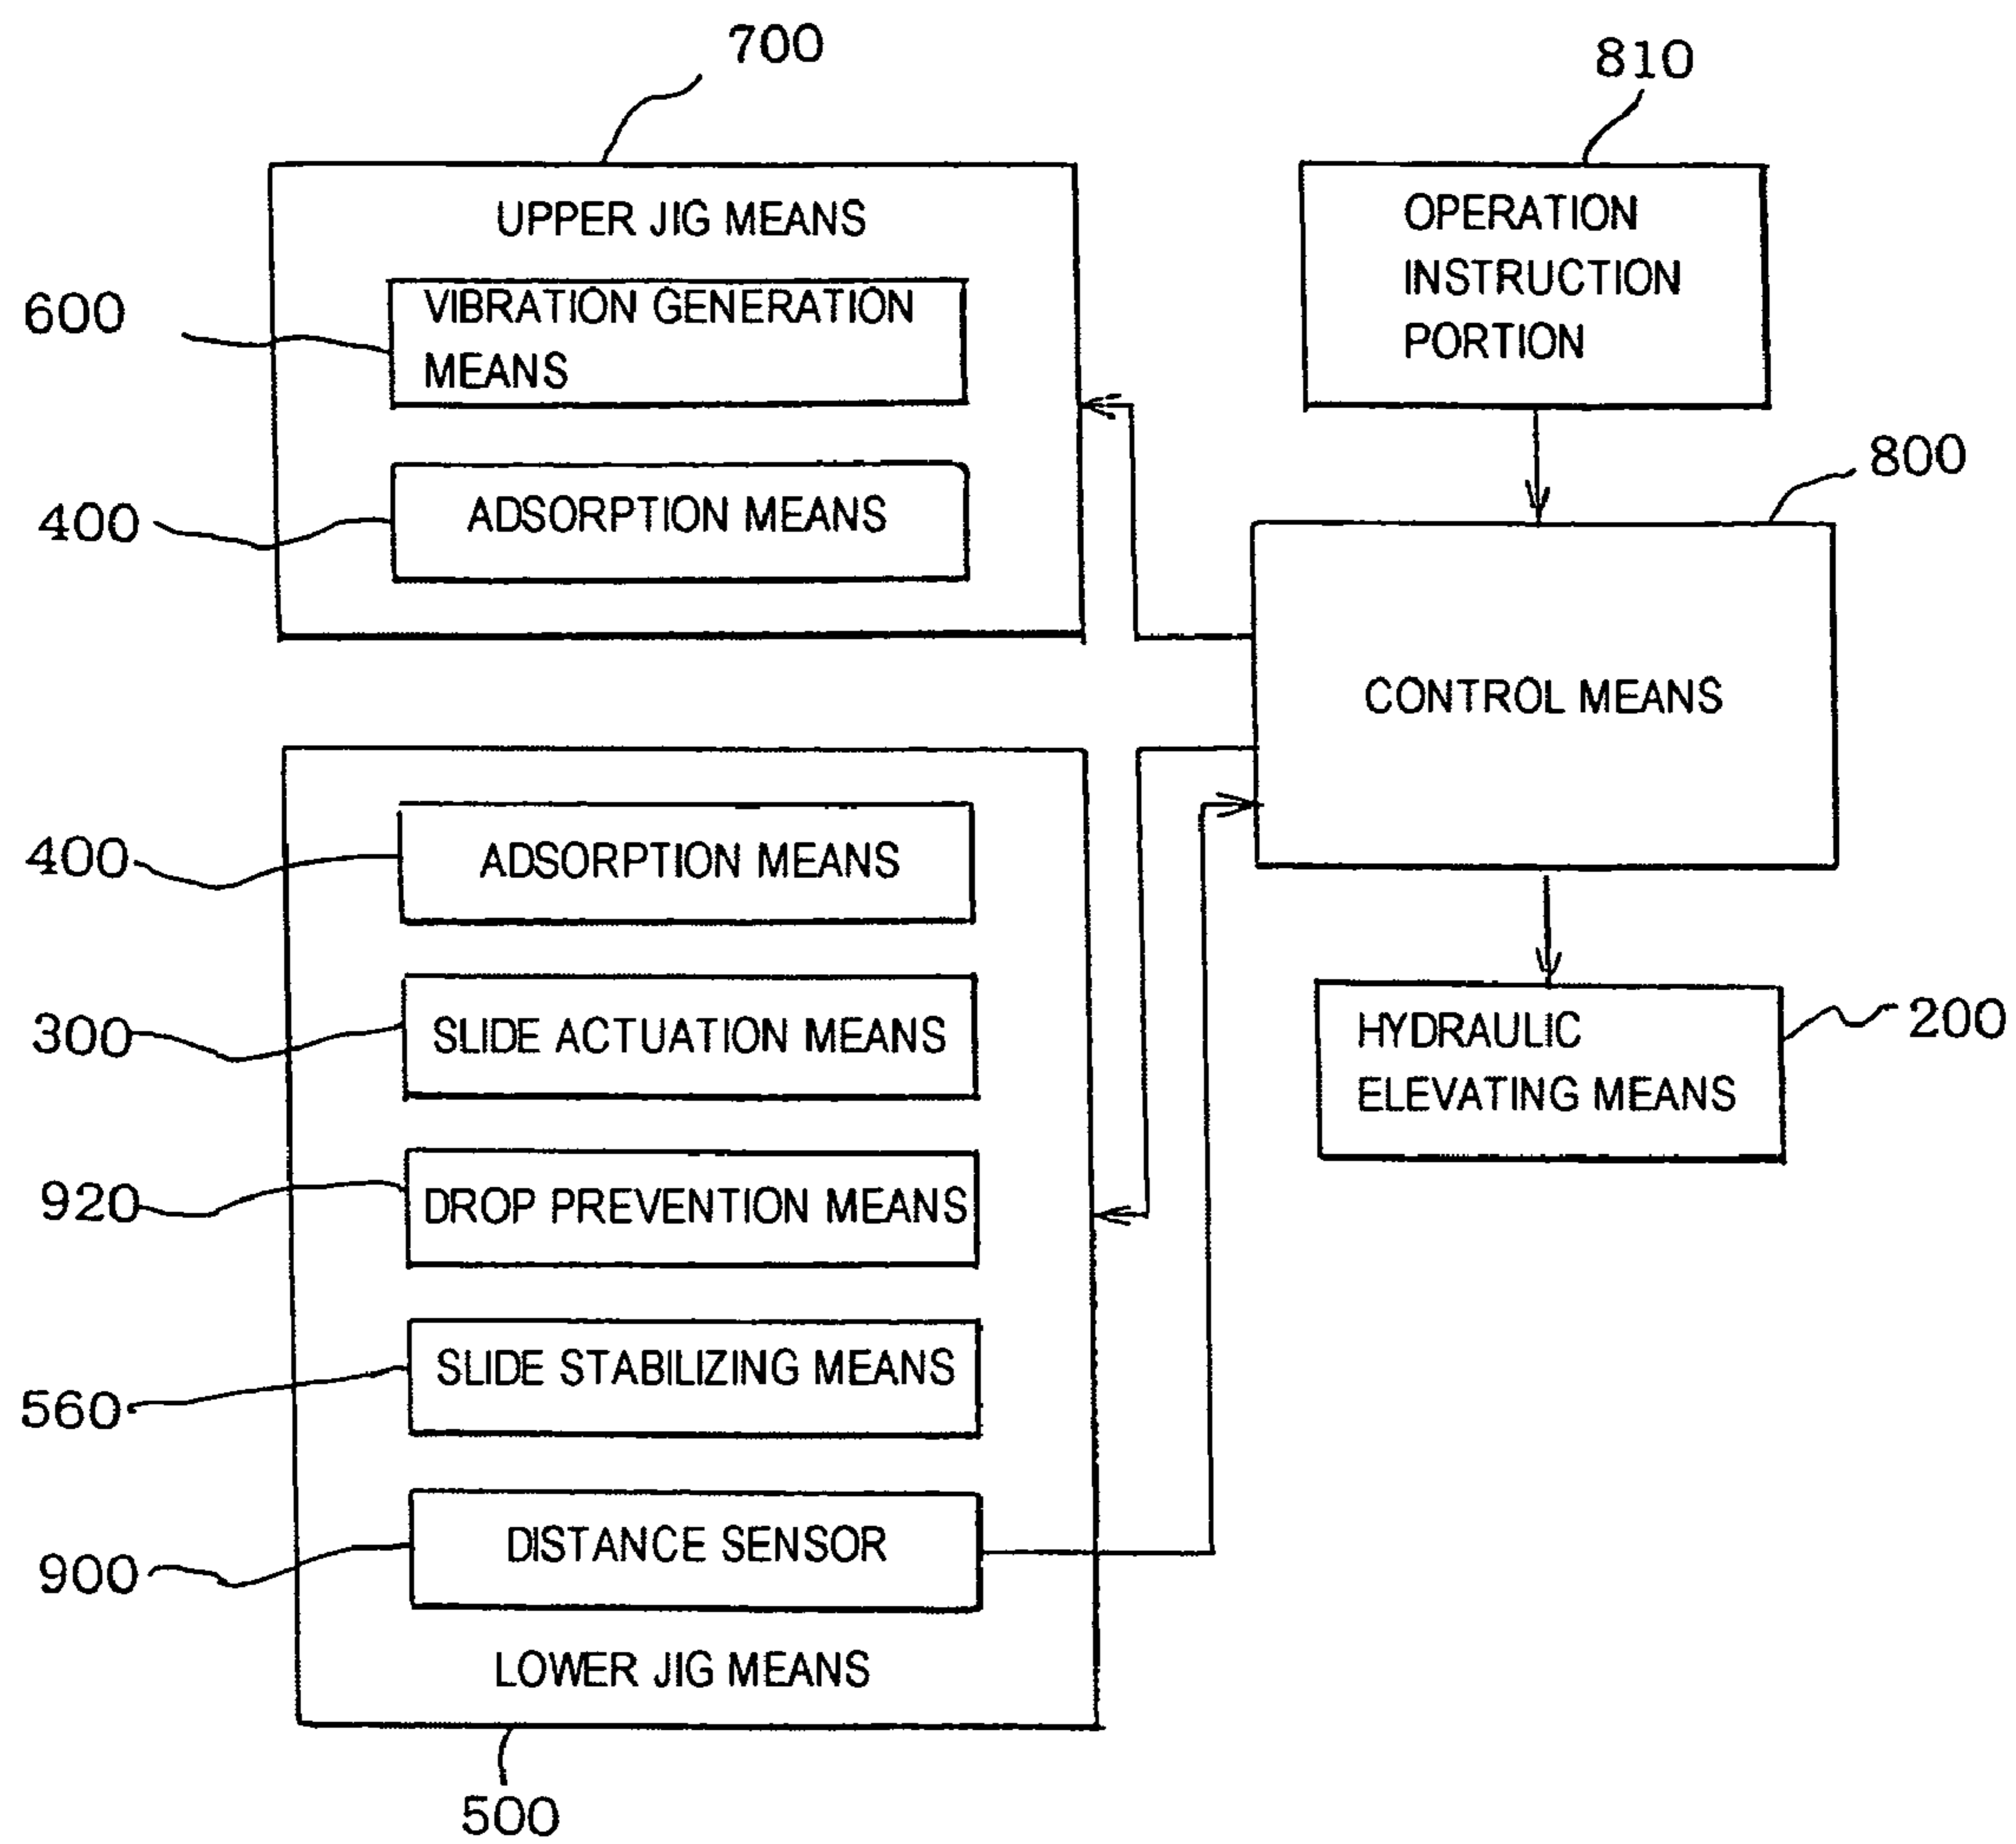 700
810
UPPER JIG MEANS
600
VIBRATION GENERATION
MEANS
400
ADSORPTION MEANS
OPERATION
INSTRUCTION
PORTION
800
CONTROL MEANS
400
ADSORPTION MEANS
300
SLIDE ACTUATION MEANS
HYDRAULIC
ELEVATING MEANS
200
920
DROP PREVENTION MEANS
560
SLIDE STABILIZING MEANS
900
DISTANCE SENSOR
LOWER JIG MEANS
500